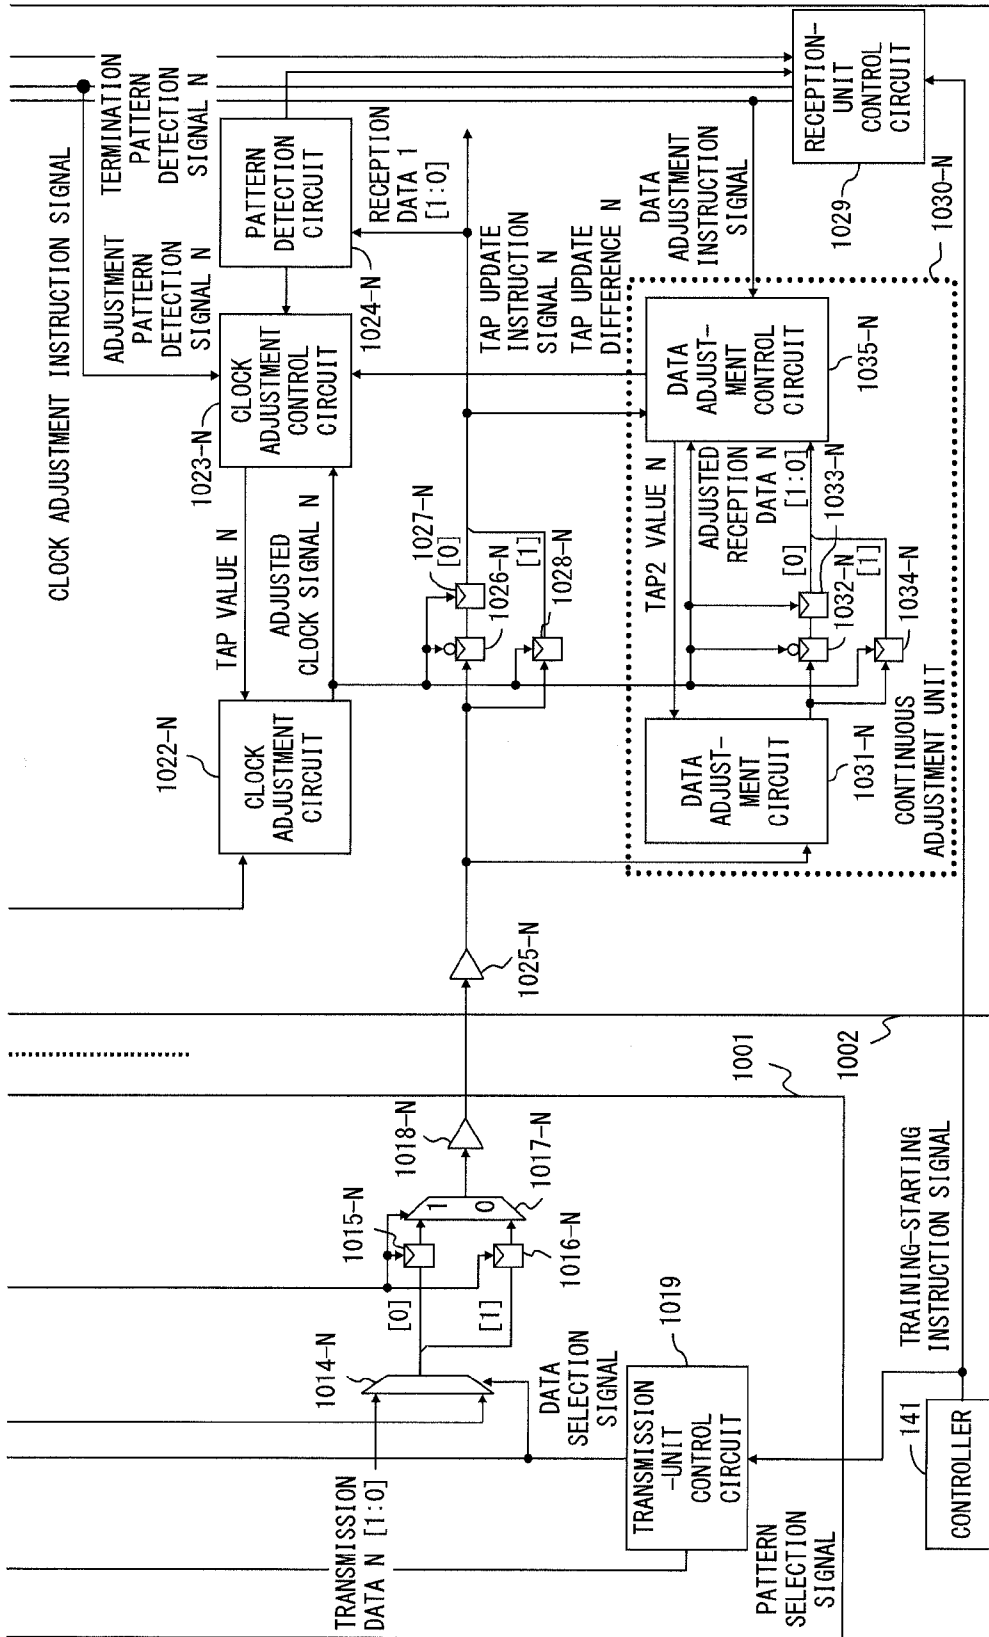 TRANSMISSION
DATA N [1:0]
1014-N
[0]
[1]
1015-N
1016-N
1
0
1017-N
1018-N
1025-N
DATA
SELECTION
SIGNAL
TRANSMISSION
-UNIT
CONTROL
CIRCUIT
1019
PATTERN
SELECTION
SIGNAL
141
CONTROLLER
TRAINING-STARTING
INSTRUCTION SIGNAL
1001
1002
CLOCK ADJUSTMENT INSTRUCTION SIGNAL
1022-N
CLOCK
ADJUSTMENT
CIRCUIT
TAP VALUE N
ADJUSTED
CLOCK SIGNAL N
1023-N
CLOCK
ADJUSTMENT
CONTROL
CIRCUIT
ADJUSTMENT
PATTERN
DETECTION
SIGNAL N
TERMINATION
PATTERN
DETECTION
SIGNAL N
PATTERN
DETECTION
CIRCUIT
1024-N
RECEPTION
DATA 1
[1:0]
1027-N
[0]
1026-N
[1]
1028-N
TAP UPDATE
INSTRUCTION
SIGNAL N
TAP UPDATE
DIFFERENCE N
DATA
ADJUSTMENT
INSTRUCTION
SIGNAL
RECEPTION-
UNIT
CONTROL
CIRCUIT
1029
1030-N
DATA
ADJUST-
MENT
CIRCUIT
1031-N
TAP2 VALUE N
ADJUSTED
RECEPTION
DATA N
[1:0]
[0]
1033-N
1032-N
[1]
1034-N
DATA
ADJUST-
MENT
CONTROL
CIRCUIT
1035-N
CONTINUOUS
ADJUSTMENT UNIT